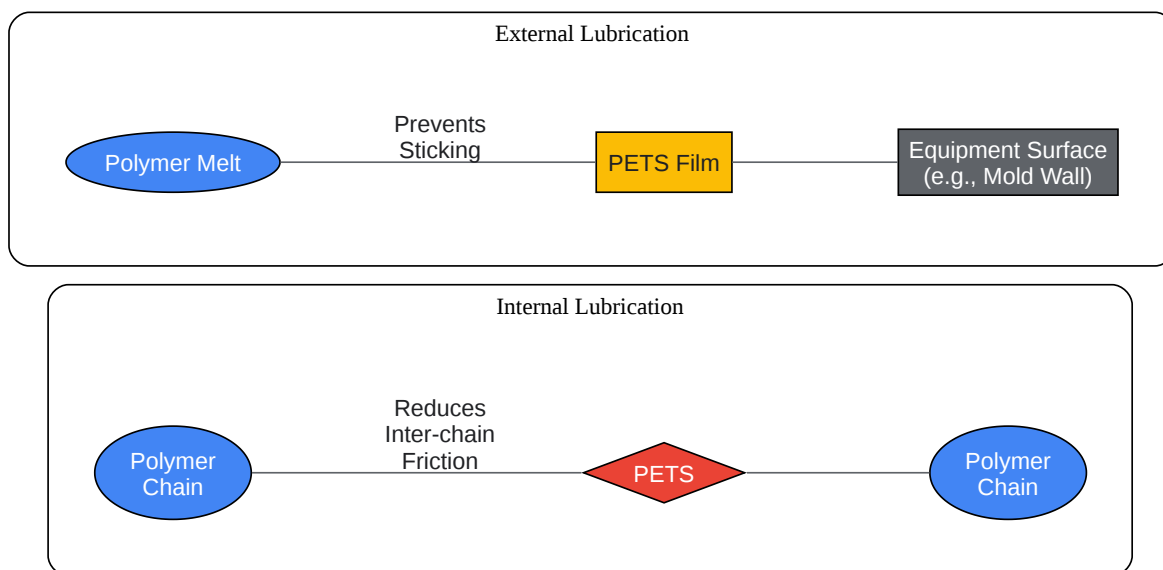 External Lubrication
Prevents
Sticking
Polymer Melt
PETS Film
Equipment Surface
(e.g., Mold Wall)
Internal Lubrication
Reduces
Inter-chain
Friction
Polymer
Chain
PETS
Polymer
Chain